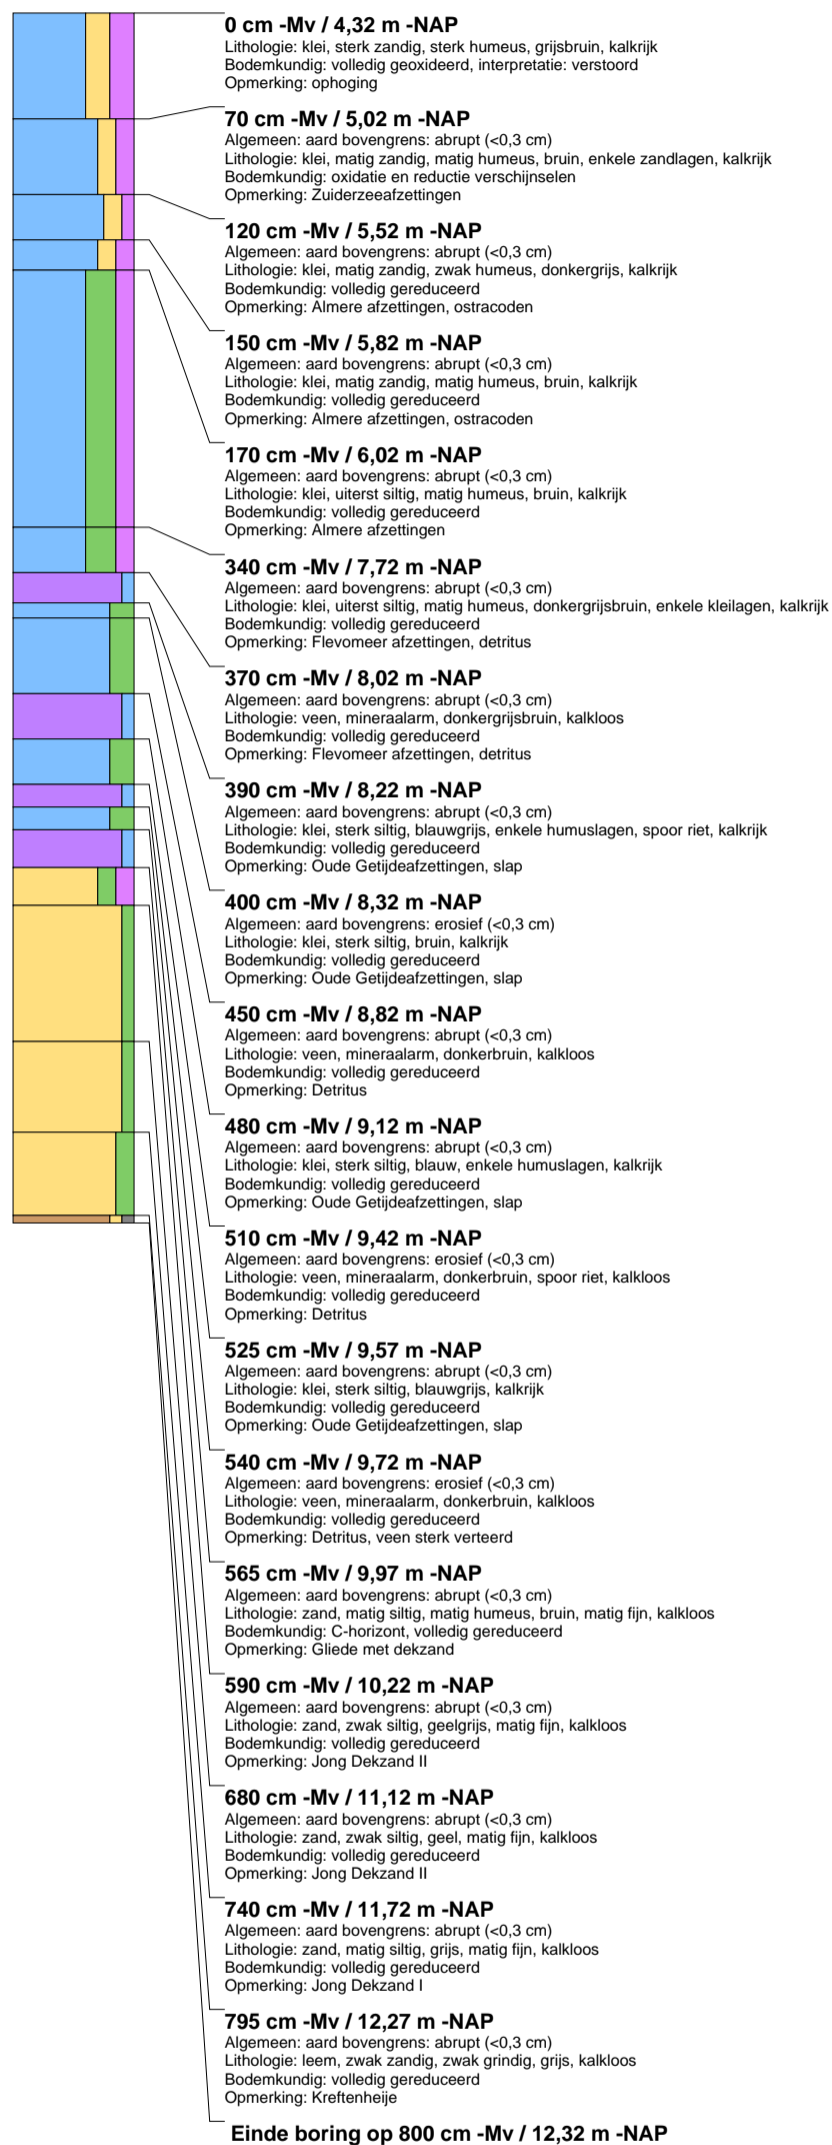 0 cm -Mv / 4,32 m -NAP
Lithologie: klei, sterk zandig, sterk humeus, grijsbruin, kalkrijk
Bodemkundig: volledig geoxideerd, interpretatie: verstoord
Opmerking: ophoging
70 cm -Mv / 5,02 m -NAP
Algemeen: aard bovengrens: abrupt (<0,3 cm)
Lithologie: klei, matig zandig, matig humeus, bruin, enkele zandlagen, kalkrijk
Bodemkundig: oxidatie en reductie verschijnselen
Opmerking: Zuiderzeeafzettingen
120 cm -Mv / 5,52 m -NAP
Algemeen: aard bovengrens: abrupt (<0,3 cm)
Lithologie: klei, matig zandig, zwak humeus, donkergrijs, kalkrijk
Bodemkundig: volledig gereduceerd
Opmerking: Almere afzettingen, ostracoden
150 cm -Mv / 5,82 m -NAP
Algemeen: aard bovengrens: abrupt (<0,3 cm)
Lithologie: klei, matig zandig, matig humeus, bruin, kalkrijk
Bodemkundig: volledig gereduceerd
Opmerking: Almere afzettingen, ostracoden
170 cm -Mv / 6,02 m -NAP
Algemeen: aard bovengrens: abrupt (<0,3 cm)
Lithologie: klei, uiterst siltig, matig humeus, bruin, kalkrijk
Bodemkundig: volledig gereduceerd
Opmerking: Almere afzettingen
340 cm -Mv / 7,72 m -NAP
Algemeen: aard bovengrens: abrupt (<0,3 cm)
Lithologie: klei, uiterst siltig, matig humeus, donkergrijsbruin, enkele kleilagen, kalkrijk
Bodemkundig: volledig gereduceerd
Opmerking: Flevomeer afzettingen, detritus
370 cm -Mv / 8,02 m -NAP
Algemeen: aard bovengrens: abrupt (<0,3 cm)
Lithologie: veen, mineraalarm, donkergrijsbruin, kalkloos
Bodemkundig: volledig gereduceerd
Opmerking: Flevomeer afzettingen, detritus
390 cm -Mv / 8,22 m -NAP
Algemeen: aard bovengrens: abrupt (<0,3 cm)
Lithologie: klei, sterk siltig, blauwgrijs, enkele humuslagen, spoor riet, kalkrijk
Bodemkundig: volledig gereduceerd
Opmerking: Oude Getijdeafzettingen, slap
400 cm -Mv / 8,32 m -NAP
Algemeen: aard bovengrens: erosief (<0,3 cm)
Lithologie: klei, sterk siltig, bruin, kalkrijk
Bodemkundig: volledig gereduceerd
Opmerking: Oude Getijdeafzettingen, slap
450 cm -Mv / 8,82 m -NAP
Algemeen: aard bovengrens: abrupt (<0,3 cm)
Lithologie: veen, mineraalarm, donkerbruin, kalkloos
Bodemkundig: volledig gereduceerd
Opmerking: Detritus
480 cm -Mv / 9,12 m -NAP
Algemeen: aard bovengrens: abrupt (<0,3 cm)
Lithologie: klei, sterk siltig, blauw, enkele humuslagen, kalkrijk
Bodemkundig: volledig gereduceerd
Opmerking: Oude Getijdeafzettingen, slap
510 cm -Mv / 9,42 m -NAP
Algemeen: aard bovengrens: erosief (<0,3 cm)
Lithologie: veen, mineraalarm, donkerbruin, spoor riet, kalkloos
Bodemkundig: volledig gereduceerd
Opmerking: Detritus
525 cm -Mv / 9,57 m -NAP
Algemeen: aard bovengrens: abrupt (<0,3 cm)
Lithologie: klei, sterk siltig, blauwgrijs, kalkrijk
Bodemkundig: volledig gereduceerd
Opmerking: Oude Getijdeafzettingen, slap
540 cm -Mv / 9,72 m -NAP
Algemeen: aard bovengrens: erosief (<0,3 cm)
Lithologie: veen, mineraalarm, donkerbruin, kalkloos
Bodemkundig: volledig gereduceerd
Opmerking: Detritus, veen sterk verteerd
565 cm -Mv / 9,97 m -NAP
Algemeen: aard bovengrens: abrupt (<0,3 cm)
Lithologie: zand, matig siltig, matig humeus, bruin, matig fijn, kalkloos
Bodemkundig: C-horizont, volledig gereduceerd
Opmerking: Gliede met dekzand
590 cm -Mv / 10,22 m -NAP
Algemeen: aard bovengrens: abrupt (<0,3 cm)
Lithologie: zand, zwak siltig, geelgrijs, matig fijn, kalkloos
Bodemkundig: volledig gereduceerd
Opmerking: Jong Dekzand II
680 cm -Mv / 11,12 m -NAP
Algemeen: aard bovengrens: abrupt (<0,3 cm)
Lithologie: zand, zwak siltig, geel, matig fijn, kalkloos
Bodemkundig: volledig gereduceerd
Opmerking: Jong Dekzand II
740 cm -Mv / 11,72 m -NAP
Algemeen: aard bovengrens: abrupt (<0,3 cm)
Lithologie: zand, matig siltig, grijs, matig fijn, kalkloos
Bodemkundig: volledig gereduceerd
Opmerking: Jong Dekzand I
795 cm -Mv / 12,27 m -NAP
Algemeen: aard bovengrens: abrupt (<0,3 cm)
Lithologie: leem, zwak zandig, zwak grindig, grijs, kalkloos
Bodemkundig: volledig gereduceerd
Opmerking: Kreftenheije
Einde boring op 800 cm -Mv / 12,32 m -NAP